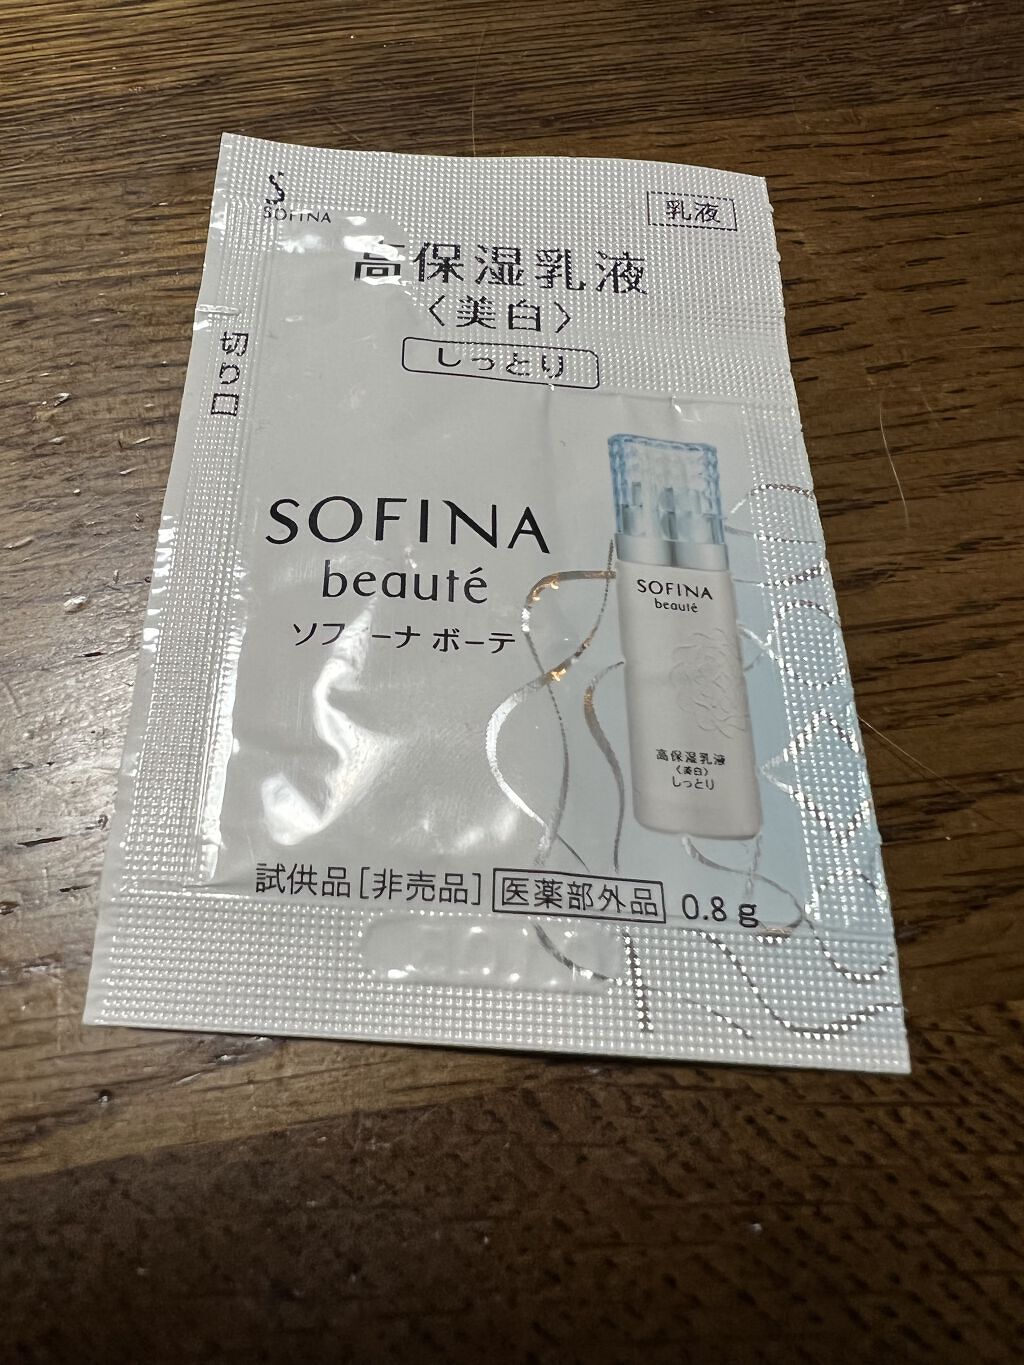 SOFINA
乳液
高保湿乳液
〈美白〉
しっとり
切り口
SOFINA
beauté
ソフィーナ ボーテ
SOFINA
beauté
高保湿乳液
〈美白〉
しっとり
試供品[非売品] 医薬部外品 0.8 g